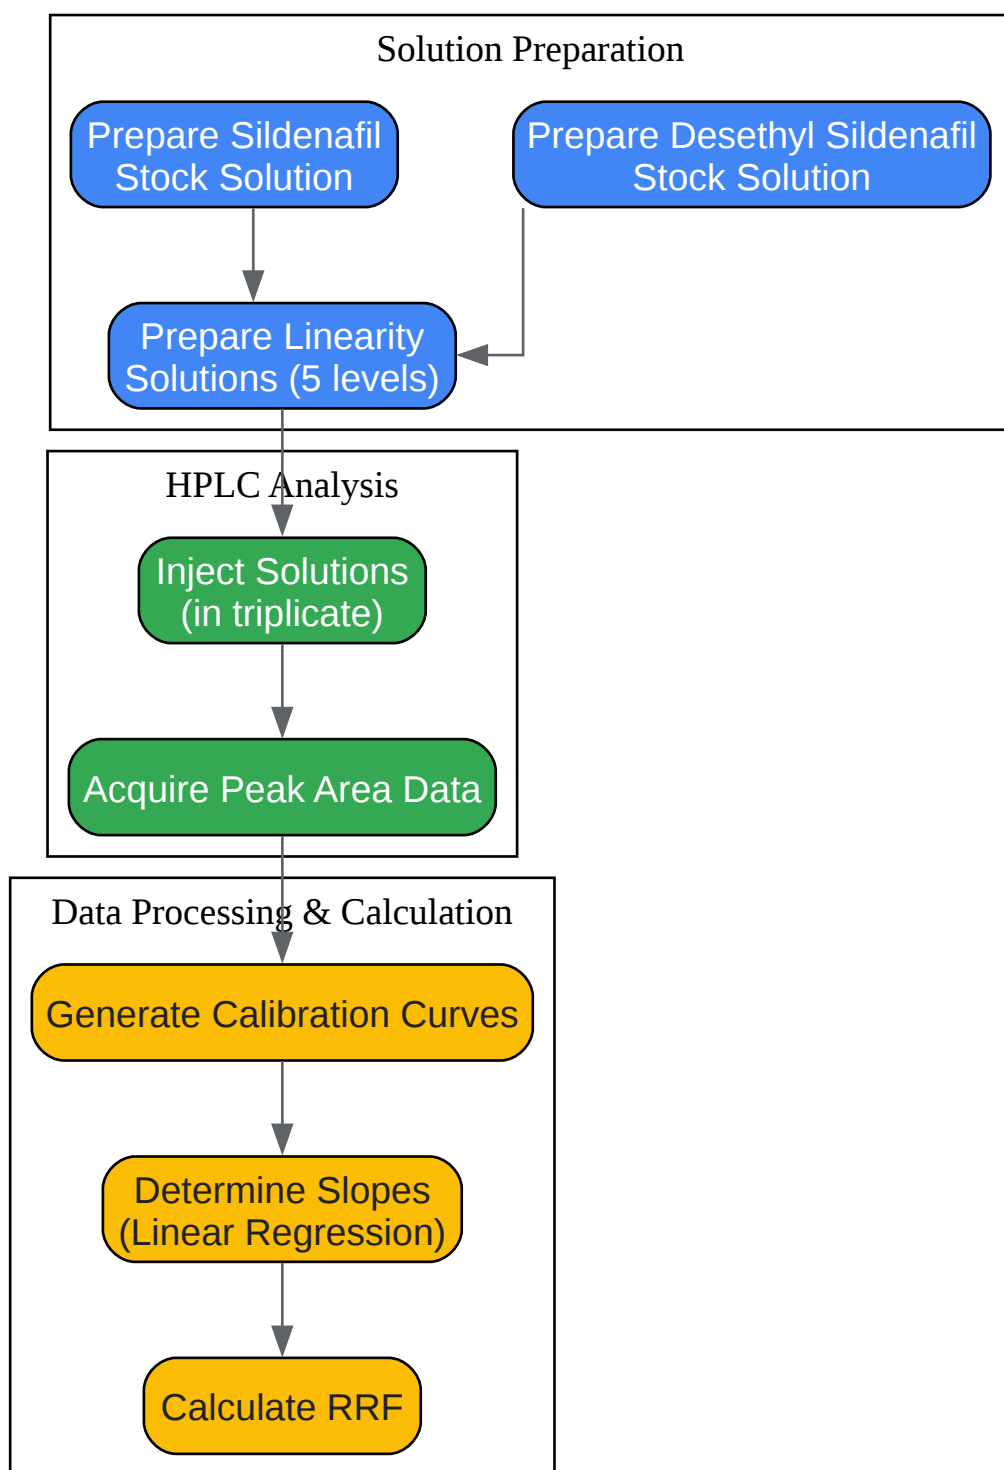 Solution Preparation
Prepare Sildenafil
Stock Solution
Prepare Desethyl Sildenafil
Stock Solution
Prepare Linearity
Solutions (5 levels)
HPLC Analysis
Inject Solutions
(in triplicate)
Acquire Peak Area Data
Data Processing & Calculation
Generate Calibration Curves
Determine Slopes
(Linear Regression)
Calculate RRF